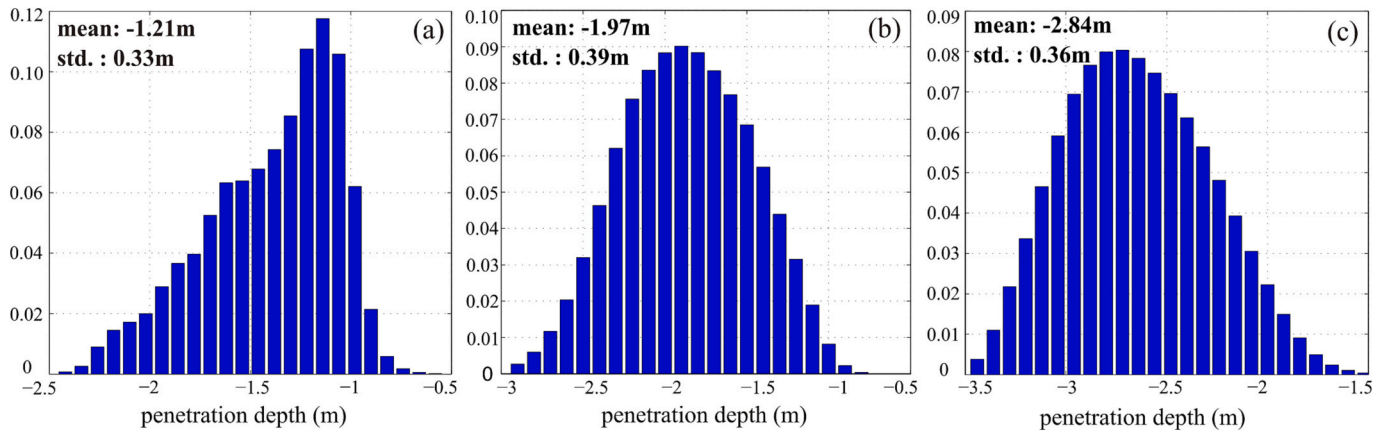 0.12
0.10
0.08
0.06
0.04
0.02
0
mean: -1.21m
std. : 0.33m
(a)
−2.5 −2 −1.5 −1 −0.5
penetration depth (m)
0.10
0.09
0.08
0.07
0.06
0.05
0.04
0.03
0.02
0.01
0
mean: -1.97m
std. : 0.39m
(b)
−3 −2.5 −2 −1.5 −1 −0.5
penetration depth (m)
0.09
0.08
0.07
0.06
0.05
0.04
0.03
0.02
0.01
0
mean: -2.84m
std. : 0.36m
(c)
−3.5 −3 −2.5 −2 −1.5
penetration depth (m)